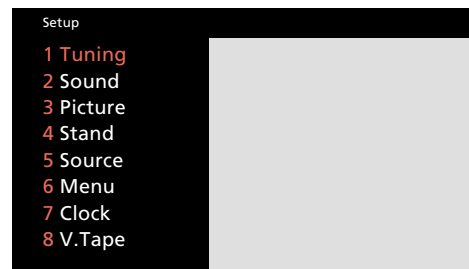 Setup
1 Tuning
2 Sound
3 Picture
4 Stand
5 Source
6 Menu
7 Clock
8 V.Tape